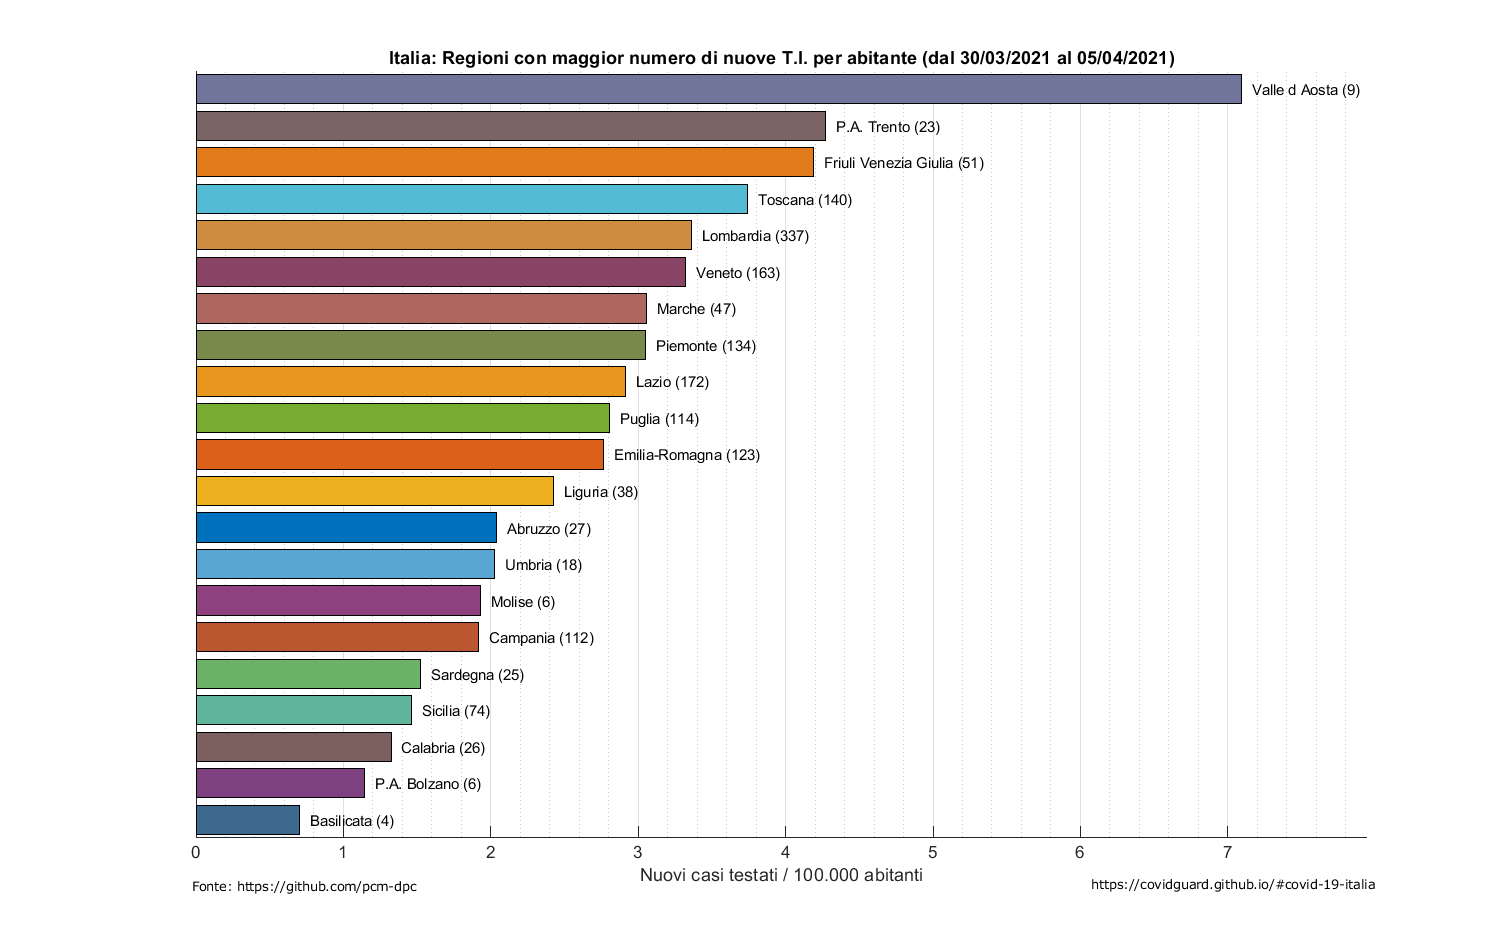 Italia: Regioni con maggior numero di nuove T.I. per abitante (dal 30/03/2021 al 05/04/2021)
Valle d Aosta (9)
P.A. Trento (23)
Friuli Venezia Giulia (51)
Toscana (140)
Lombardia (337)
Veneto (163)
Marche (47)
Piemonte (134)
Lazio (172)
Puglia (114)
Emilia-Romagna (123)
Liguria (38)
Abruzzo (27)
Umbria (18)
Molise (6)
Campania (112)
Sardegna (25)
Sicilia (74)
Calabria (26)
P.A. Bolzano (6)
Basilicata (4)
0 1 2 3 4 5 6 7
Nuovi casi testati / 100.000 abitanti
Fonte: https://github.com/pcm-dpc
https://covidguard.github.io/#covid-19-italia